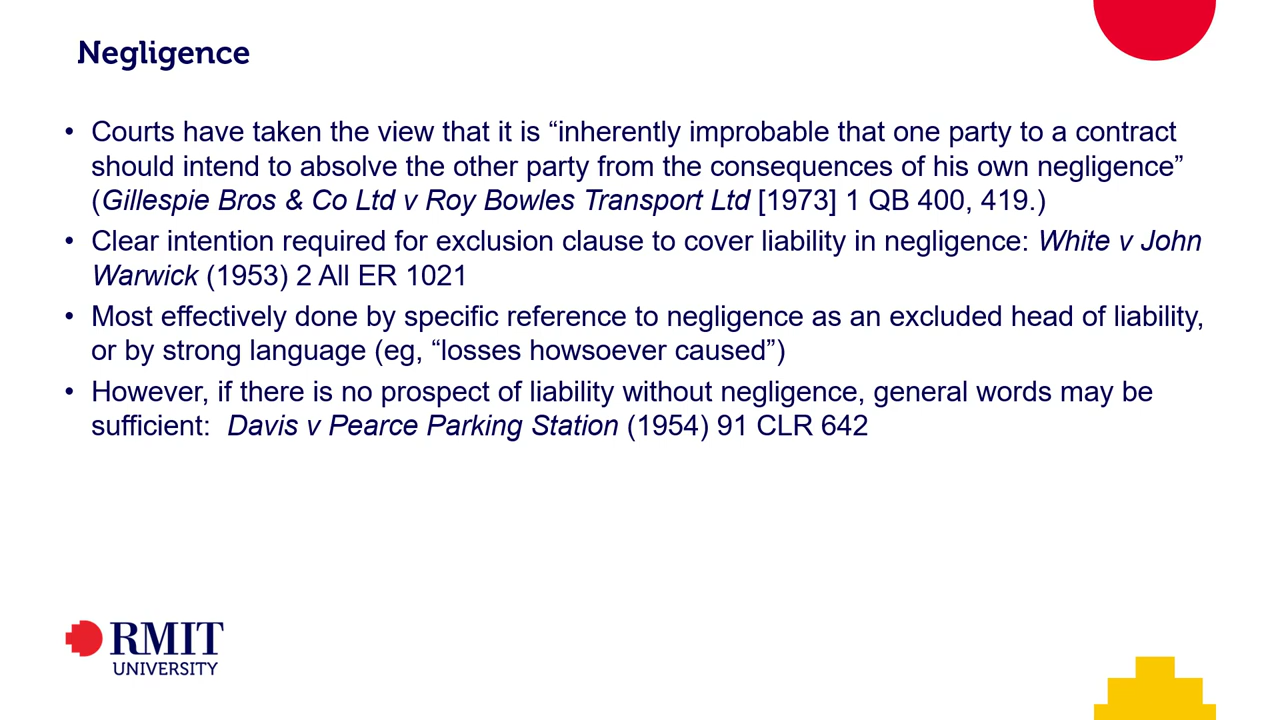 Negligence
• Courts have taken the view that it is “inherently improbable that one party to a contract
should intend to absolve the other party from the consequences of his own negligence”
(Gillespie Bros & Co Ltd v Roy Bowles Transport Ltd [1973] 1 QB 400, 419.)
• Clear intention required for exclusion clause to cover liability in negligence: White v John
Warwick (1953) 2 All ER 1021
• Most effectively done by specific reference to negligence as an excluded head of liability,
or by strong language (eg, “losses howsoever caused”)
• However, if there is no prospect of liability without negligence, general words may be
sufficient:  Davis v Pearce Parking Station (1954) 91 CLR 642
RMIT
UNIVERSITY